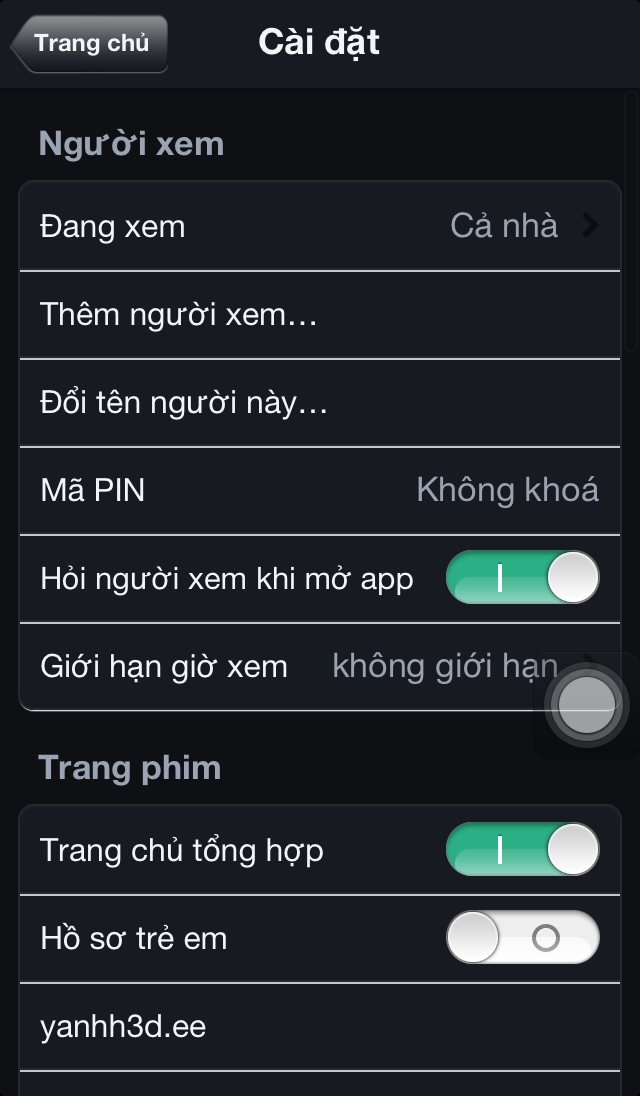 Trang chủ
Cài đặt
Người xem
Đang xem Cả nhà
Thêm người xem...
Đổi tên người này...
Mã PIN Không khoá
Hỏi người xem khi mở app
Giới hạn giờ xem không giới hạn
Trang phim
Trang chủ tổng hợp
Hồ sơ trẻ em
yanhh3d.ee